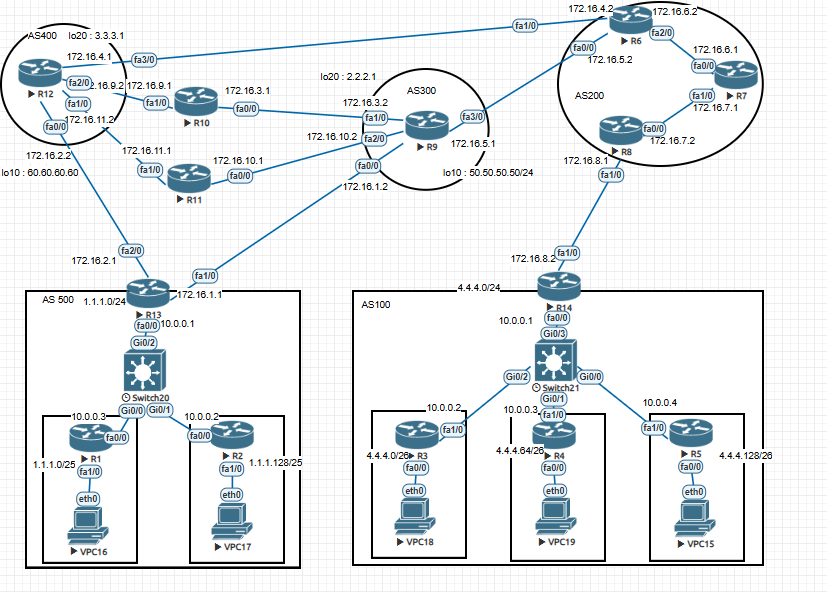 172.16.4.2
172.16.6.2
fa1/0
R6
fa2/0
fa0/0
172.16.5.2
172.16.6.1
fa0/0
R7
AS200
fa1/0
172.16.7.1
R8
fa0/0
172.16.7.2
172.16.8.1
fa1/0
AS400
lo20 : 3.3.3.1
172.16.4.1
fa3/0
R12
fa2/0
2.16.9.2
172.16.9.1
fa1/0
fa1/0
172.16.11.2
fa0/0
172.16.3.1
fa0/0
R10
lo20 : 2.2.2.1
AS300
172.16.3.2
fa1/0
fa3/0
R9
172.16.10.2
fa2/0
172.16.5.1
fa0/0
172.16.1.2
lo10 : 50.50.50.50/24
172.16.11.1
172.16.10.1
fa1/0
fa0/0
R11
172.16.2.2
lo10 : 60.60.60.60
fa2/0
172.16.2.1
fa1/0
AS 500
1.1.1.0/24
172.16.1.1
R13
fa0/0
10.0.0.1
Gi0/2
Switch20
Gi0/0
Gi0/1
10.0.0.3
10.0.0.2
fa0/0
fa0/0
R1
R2
1.1.1.0/25
1.1.1.128/25
fa1/0
fa1/0
eth0
eth0
VPC16
VPC17
172.16.8.2
fa1/0
4.4.4.0/24
AS100
R14
fa0/0
10.0.0.1
Gi0/3
Gi0/2
Gi0/0
Switch21
Gi0/1
10.0.0.2
10.0.0.3
10.0.0.4
fa1/0
fa1/0
fa1/0
R3
R4
R5
4.4.4.0/26
4.4.4.64/26
4.4.4.128/26
fa0/0
fa0/0
fa0/0
eth0
eth0
eth0
VPC18
VPC19
VPC15